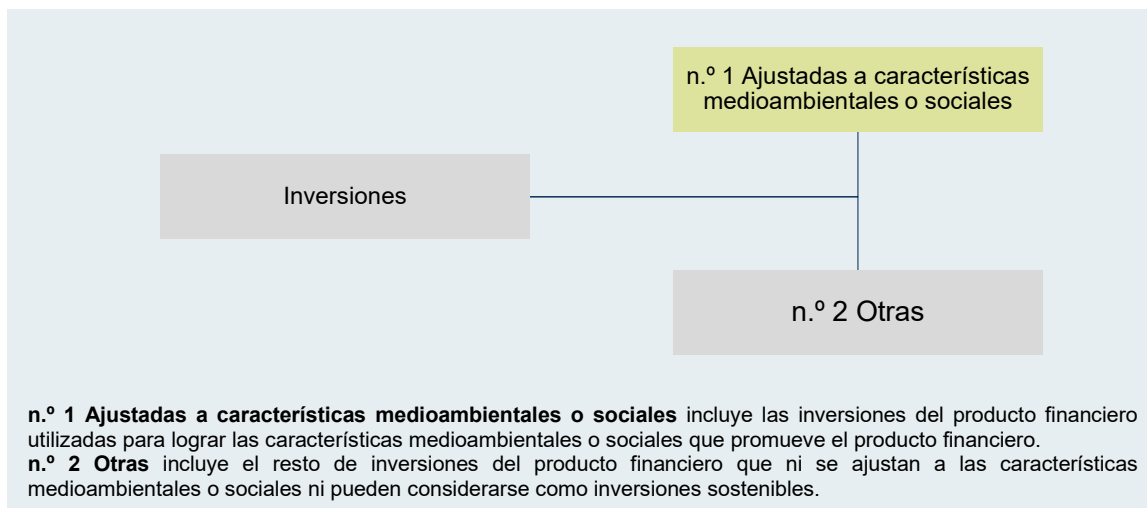 n.º 1 Ajustadas a características
medioambientales o sociales
Inversiones
n.º 2 Otras
n.º 1 Ajustadas a características medioambientales o sociales incluye las inversiones del producto financiero
utilizadas para lograr las características medioambientales o sociales que promueve el producto financiero.
n.º 2 Otras incluye el resto de inversiones del producto financiero que ni se ajustan a las características
medioambientales o sociales ni pueden considerarse como inversiones sostenibles.